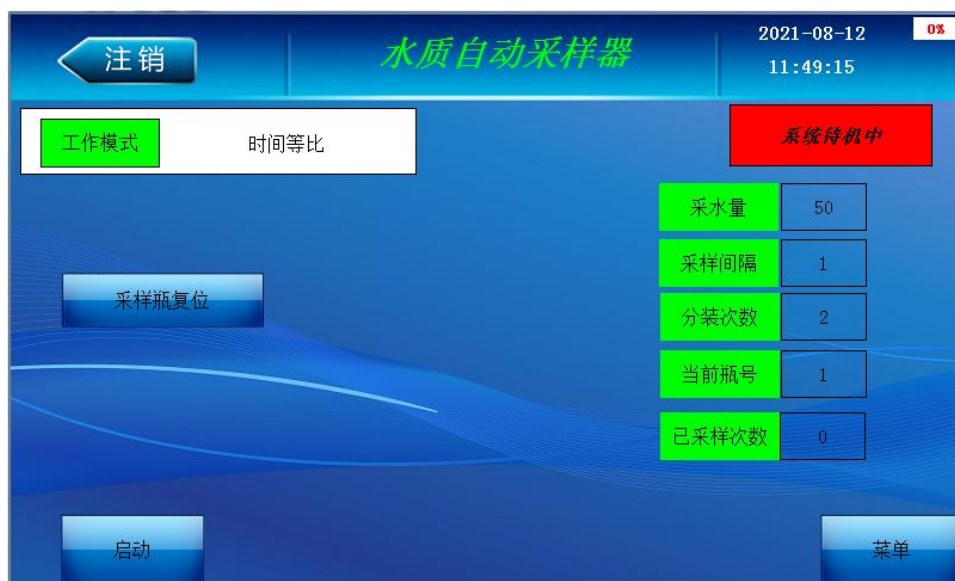 注销
水质自动采样器
2021-08-12
11:49:15
0%
工作模式 时间等比
系统待机中
采水量 50
采样间隔 1
采样瓶复位
分装次数 2
当前瓶号 1
已采样次数 0
启动
菜单